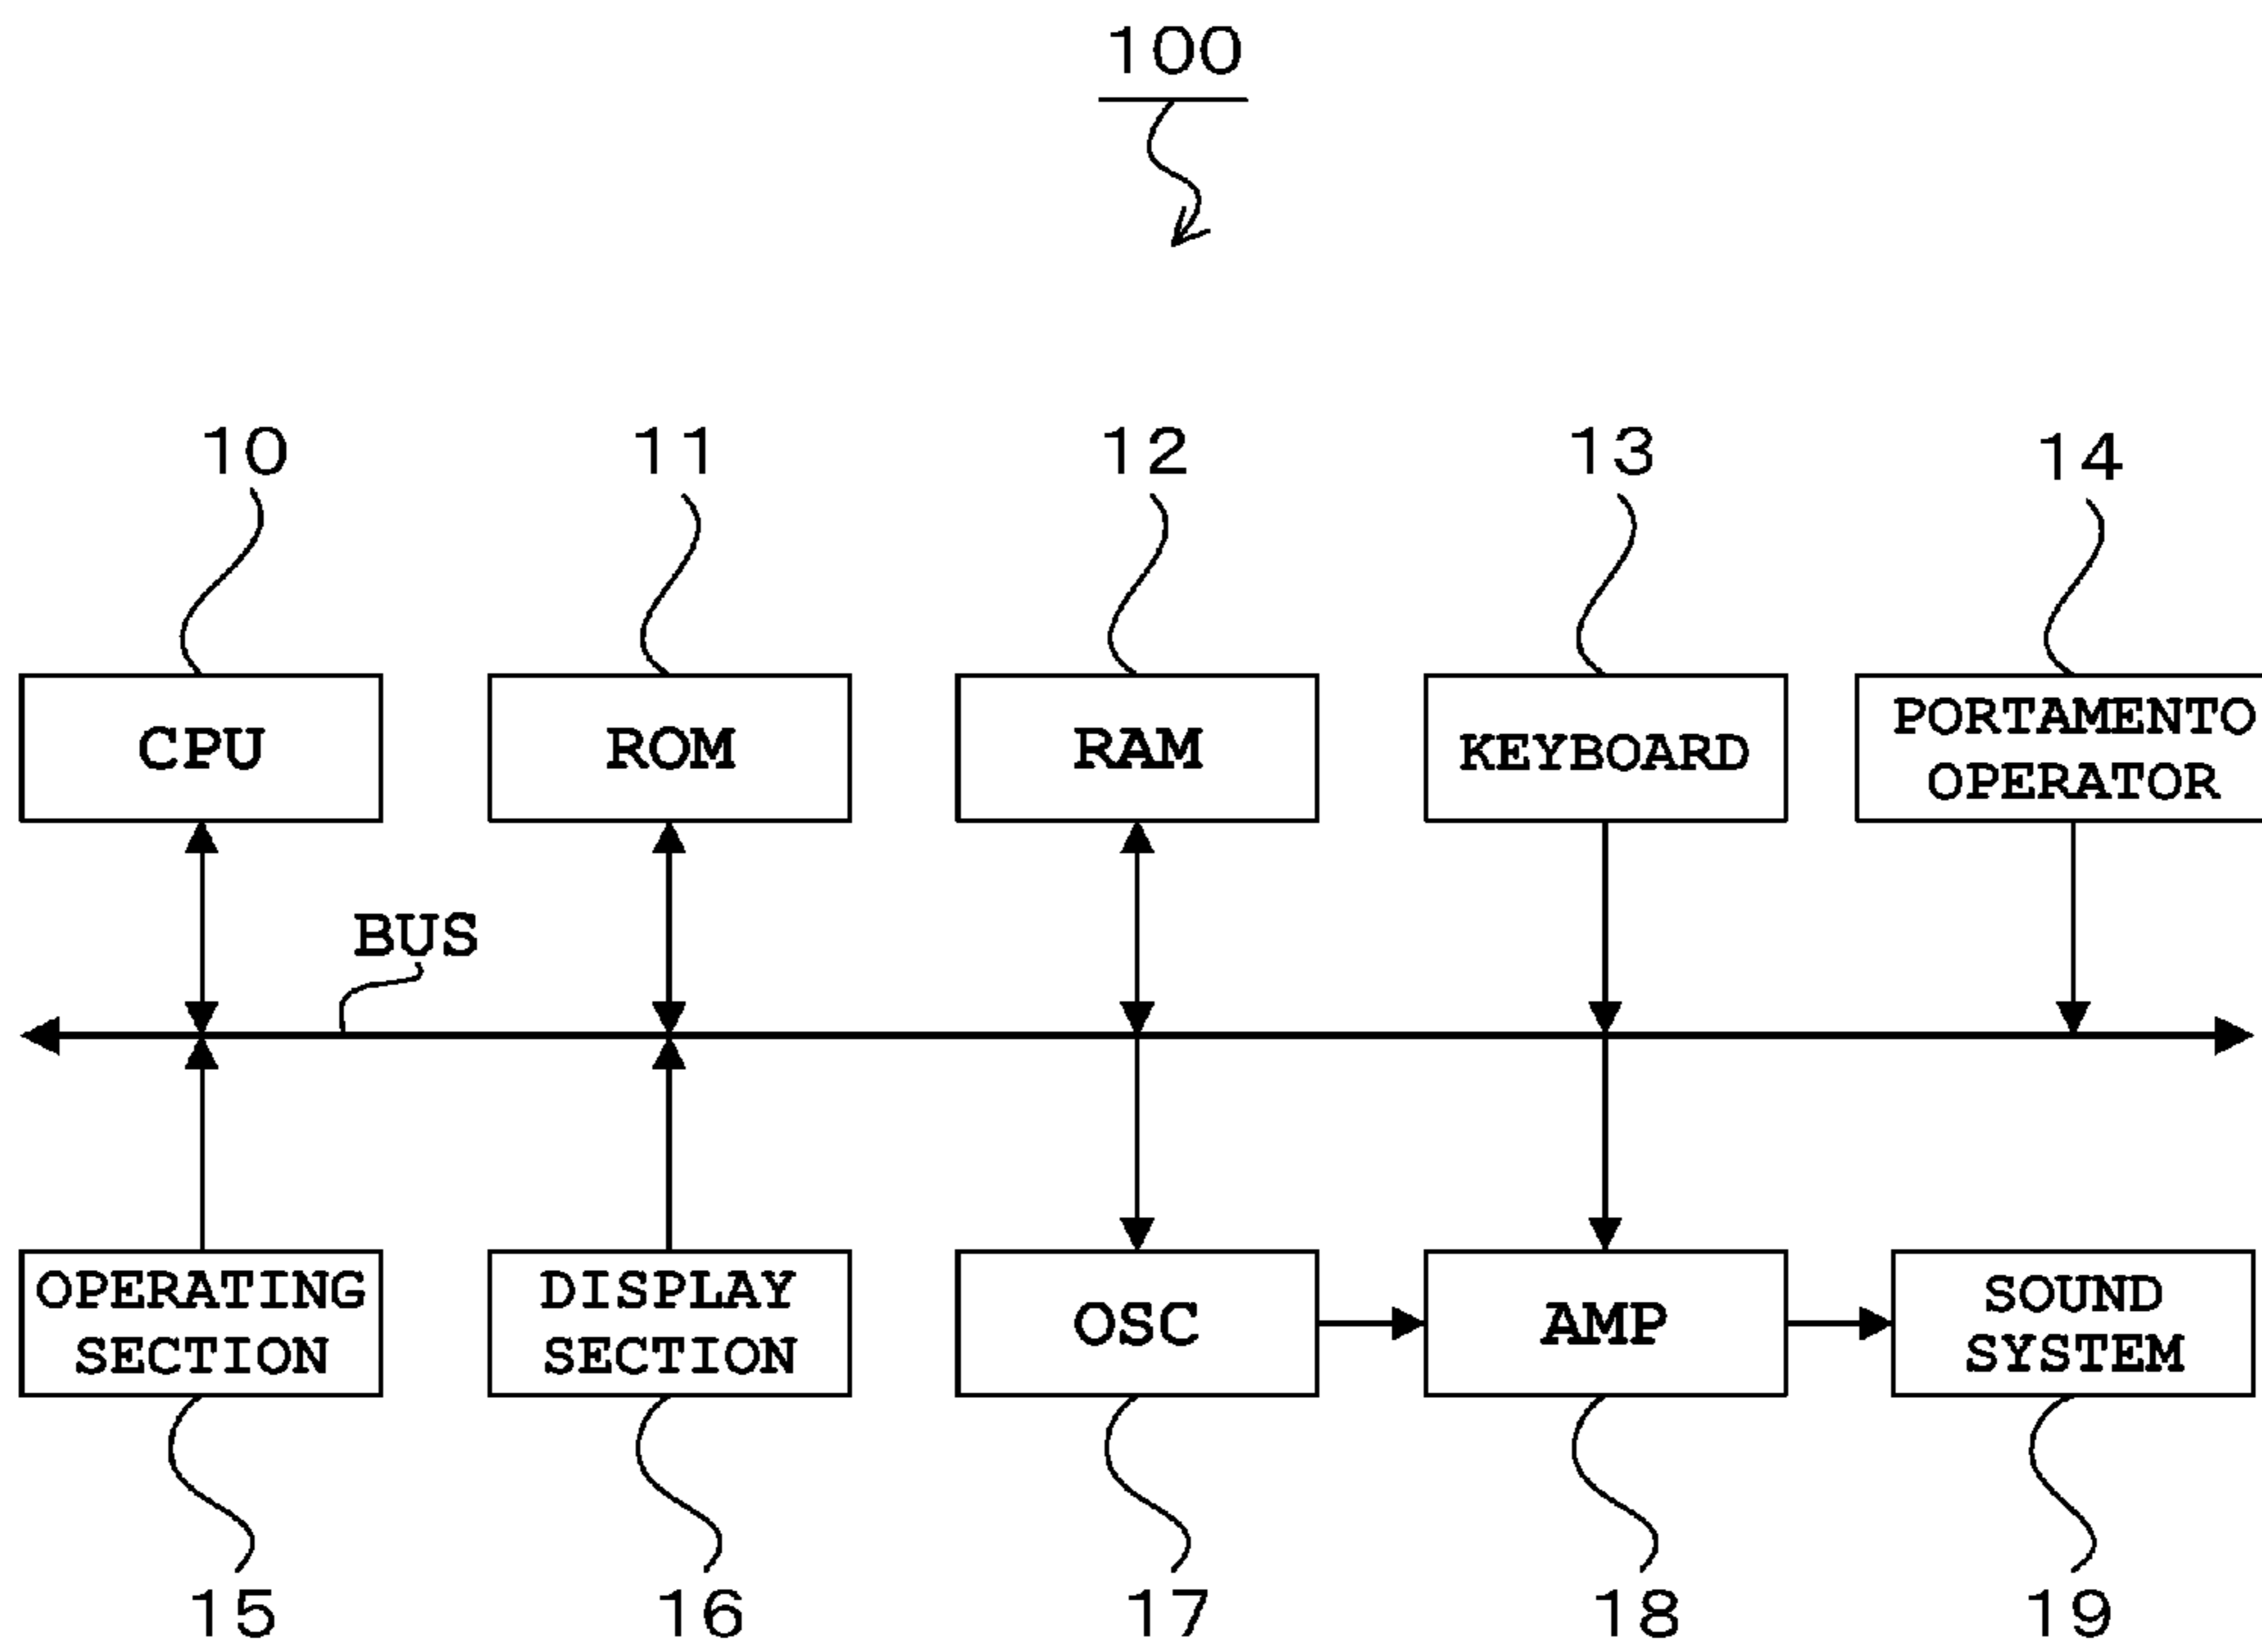 100
10
11
12
13
14
CPU
ROM
RAM
KEYBOARD
PORTAMENTO
OPERATOR
BUS
OPERATING
SECTION
DISPLAY
SECTION
OSC
AMP
SOUND
SYSTEM
15
16
17
18
19